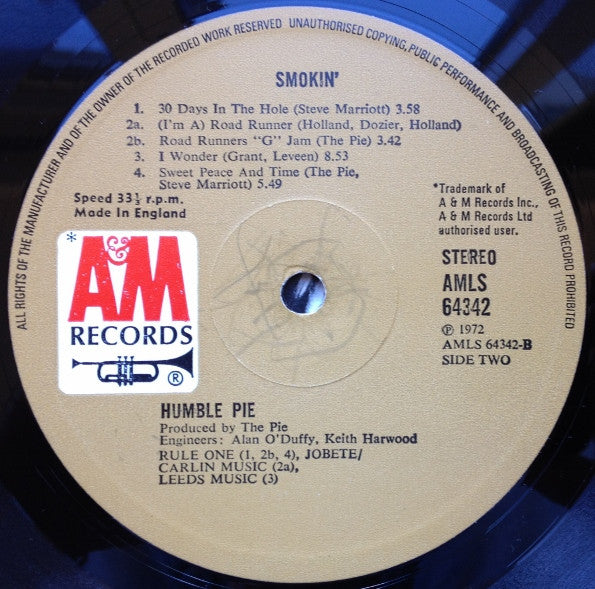 ALL RIGHTS OF THE MANUFACTURER AND OF THE OWNER OF THE RECORDED WORK RESERVED UNAUTHORISED COPYING, PUBLIC PERFORMANCE AND BROADCASTING OF THIS RECORD PROHIBITED
SMOKIN'
1. 30 Days In The Hole (Steve Marriott) 3.58
2a. (I'm A) Road Runner (Holland, Dozier, Holland)
2b. Road Runners "G" Jam (The Pie) 3.42
3. I Wonder (Grant, Leveen) 8.53
4. Sweet Peace And Time (The Pie,
Steve Marriott) 5.49
Speed 33⅓ r.p.m.
Made In England
*Trademark of
A & M Records Inc.,
A & M Records Ltd
authorised user.
*
A&M
RECORDS
®
STEREO
AMLS
64342
℗ 1972
AMLS 64342-B
SIDE TWO
HUMBLE PIE
Produced by The Pie
Engineers: Alan O'Duffy, Keith Harwood
RULE ONE (1, 2b, 4), JOBETE/
CARLIN MUSIC (2a),
LEEDS MUSIC (3)